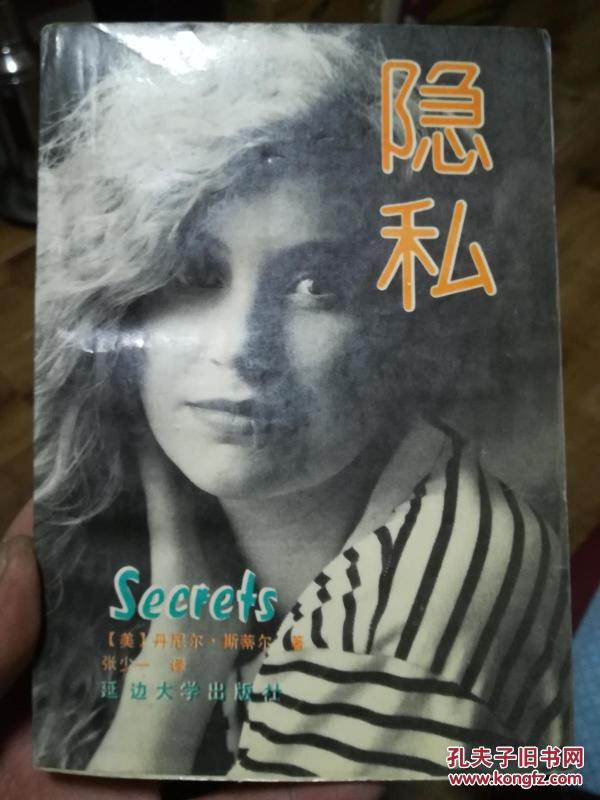 隐
私
Secrets
【美】丹尼尔·斯蒂尔 著
张少一 译
延边大学出版社
孔夫子旧书网
www.kongfz.com